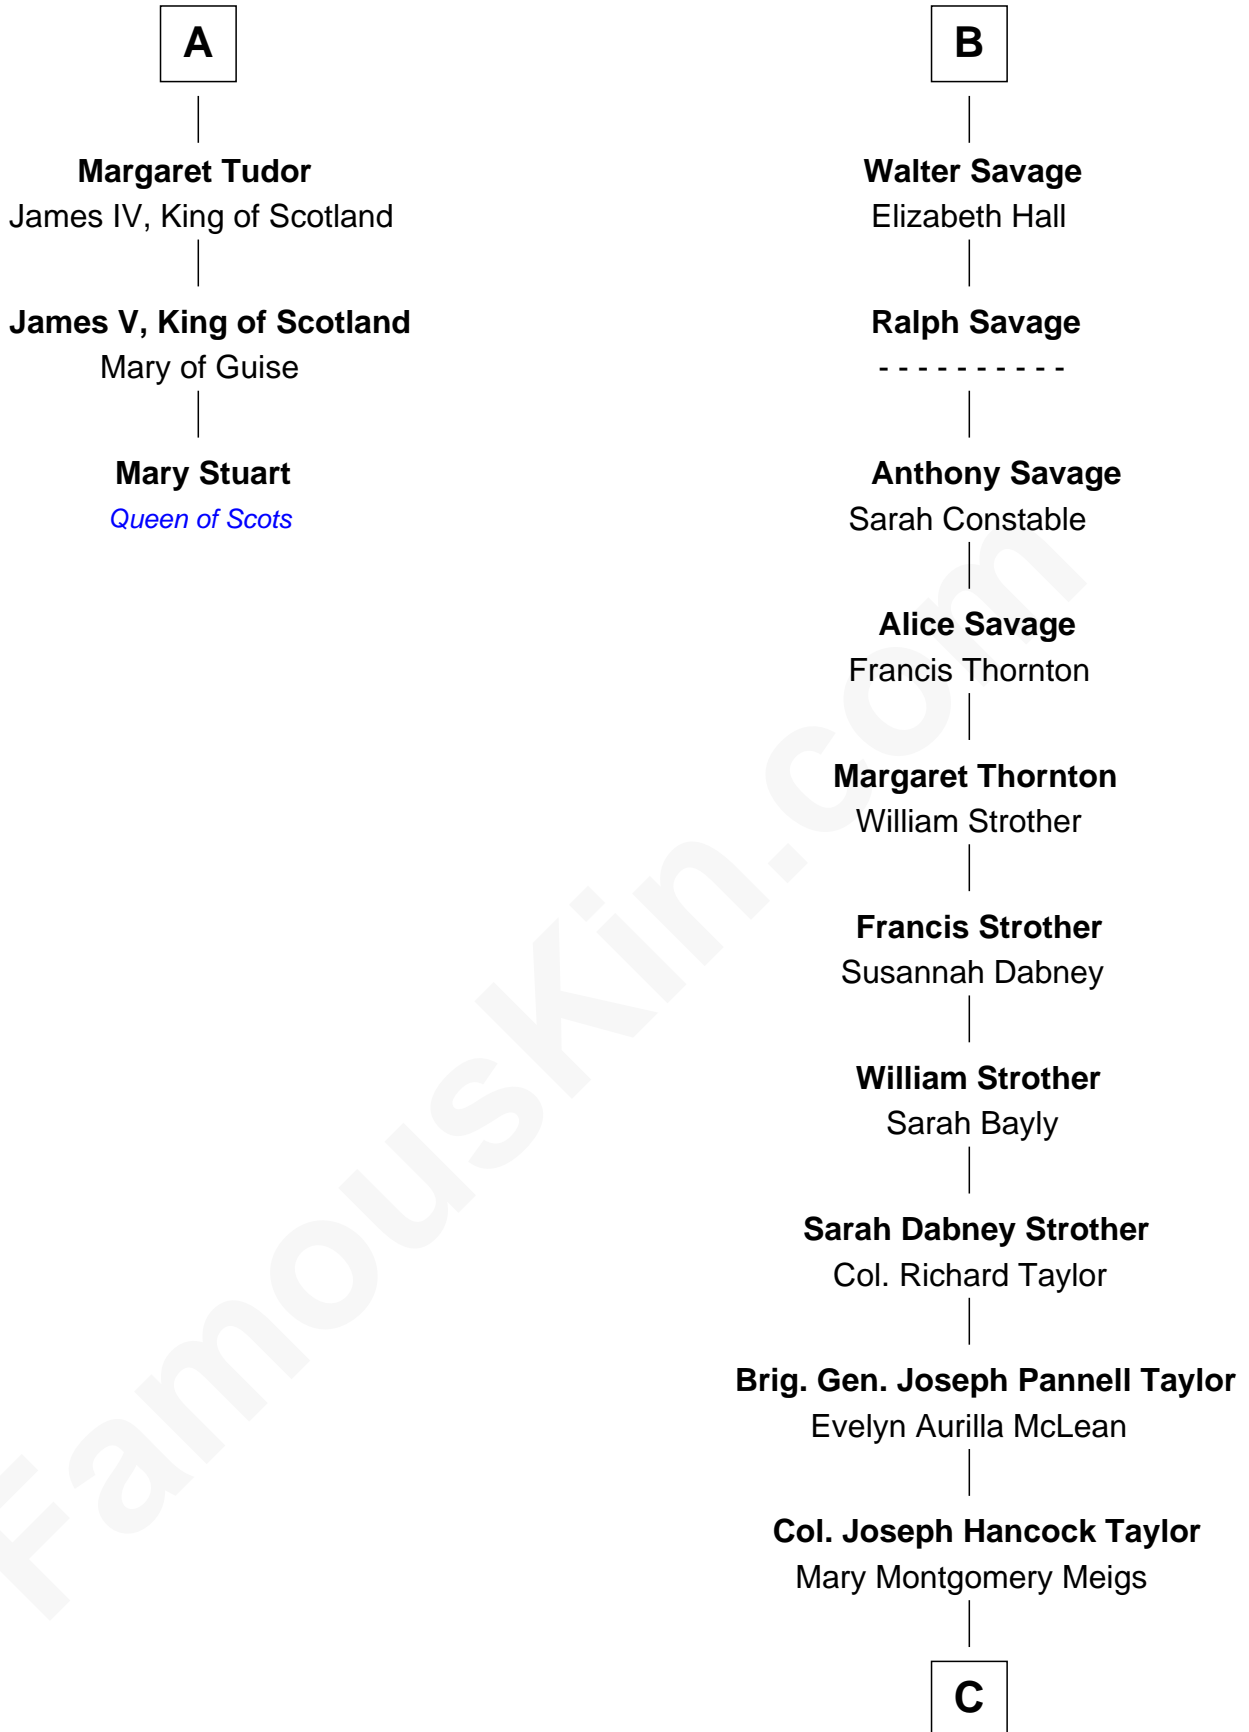 A
Margaret Tudor
James IV, King of Scotland
James V, King of Scotland
Mary of Guise
Mary Stuart
Queen of Scots
B
Walter Savage
Elizabeth Hall
Ralph Savage
- - - - - - - - - -
Anthony Savage
Sarah Constable
Alice Savage
Francis Thornton
Margaret Thornton
William Strother
Francis Strother
Susannah Dabney
William Strother
Sarah Bayly
Sarah Dabney Strother
Col. Richard Taylor
Brig. Gen. Joseph Pannell Taylor
Evelyn Aurilla McLean
Col. Joseph Hancock Taylor
Mary Montgomery Meigs
C
FamousKin.com